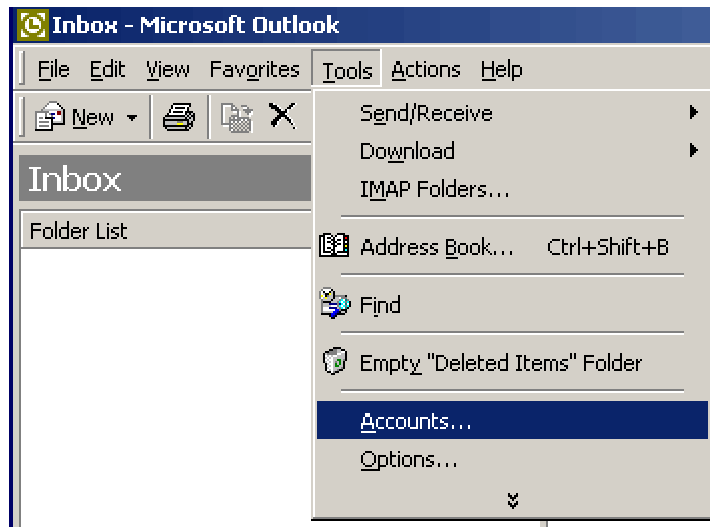 Inbox - Microsoft Outlook
File Edit View Favorites Tools Actions Help
New
Inbox
Folder List
Send/Receive
Download
IMAP Folders...
Address Book... Ctrl+Shift+B
Find
Empty "Deleted Items" Folder
Accounts...
Options...